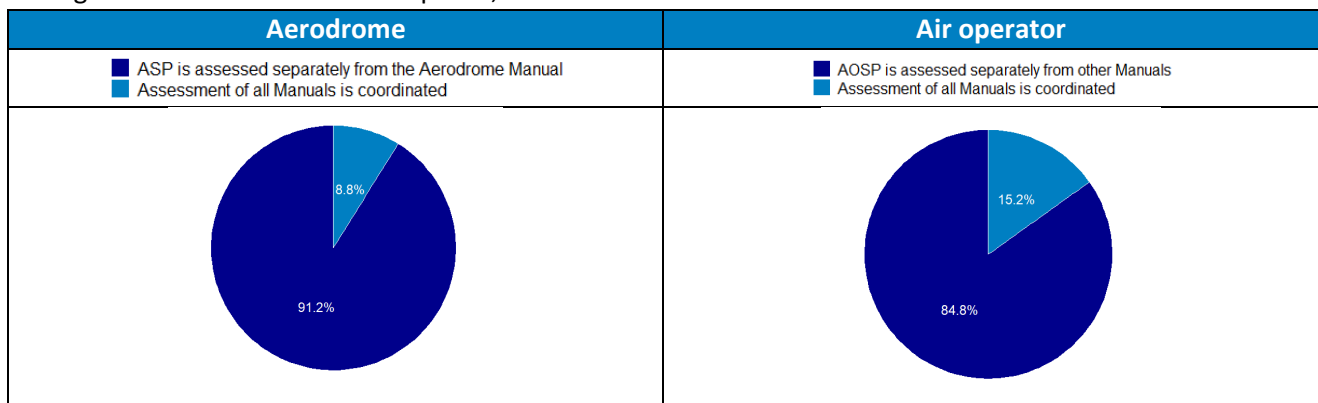 Aerodrome
Air operator
ASP is assessed separately from the Aerodrome Manual
Assessment of all Manuals is coordinated
AOSP is assessed separately from other Manuals
Assessment of all Manuals is coordinated
8.8%
91.2%
15.2%
84.8%